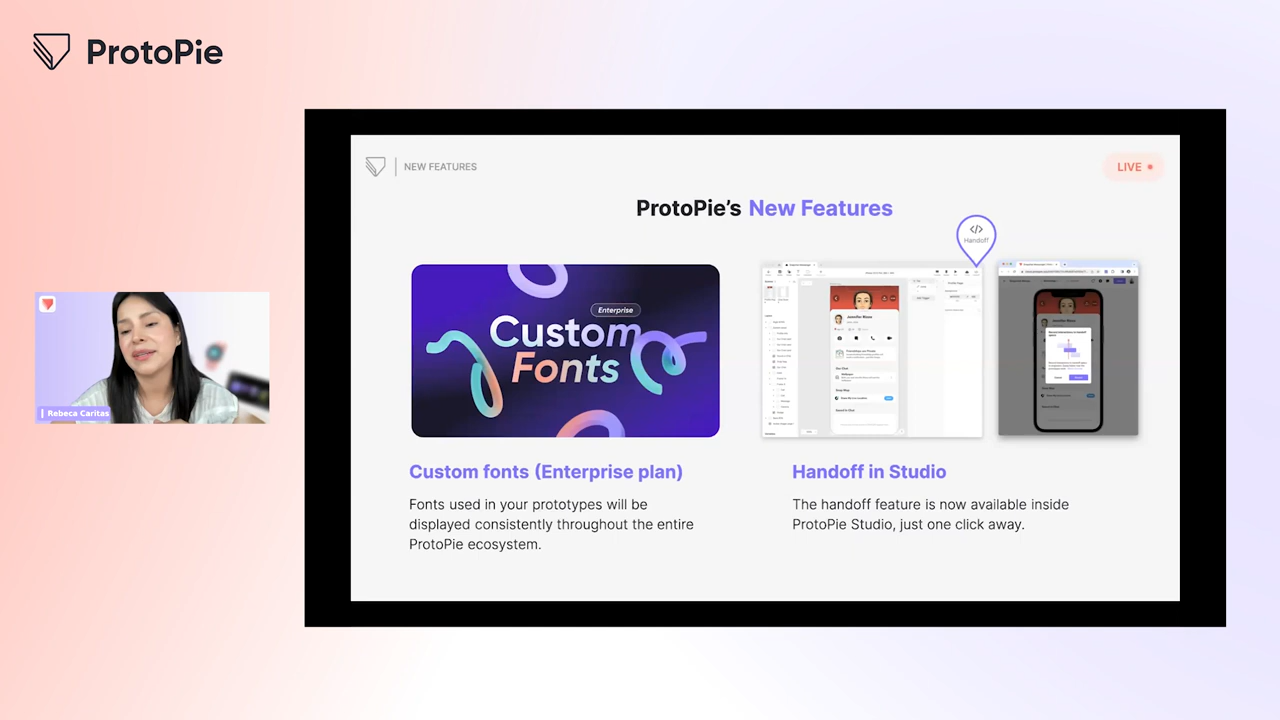 ProtoPie
NEW FEATURES
LIVE
ProtoPie's New Features
</> Handoff
Enterprise
Custom
Fonts
Jennifer Moss
Rebeca Caritas
Custom fonts (Enterprise plan)
Fonts used in your prototypes will be
displayed consistently throughout the entire
ProtoPie ecosystem.
Handoff in Studio
The handoff feature is now available inside
ProtoPie Studio, just one click away.